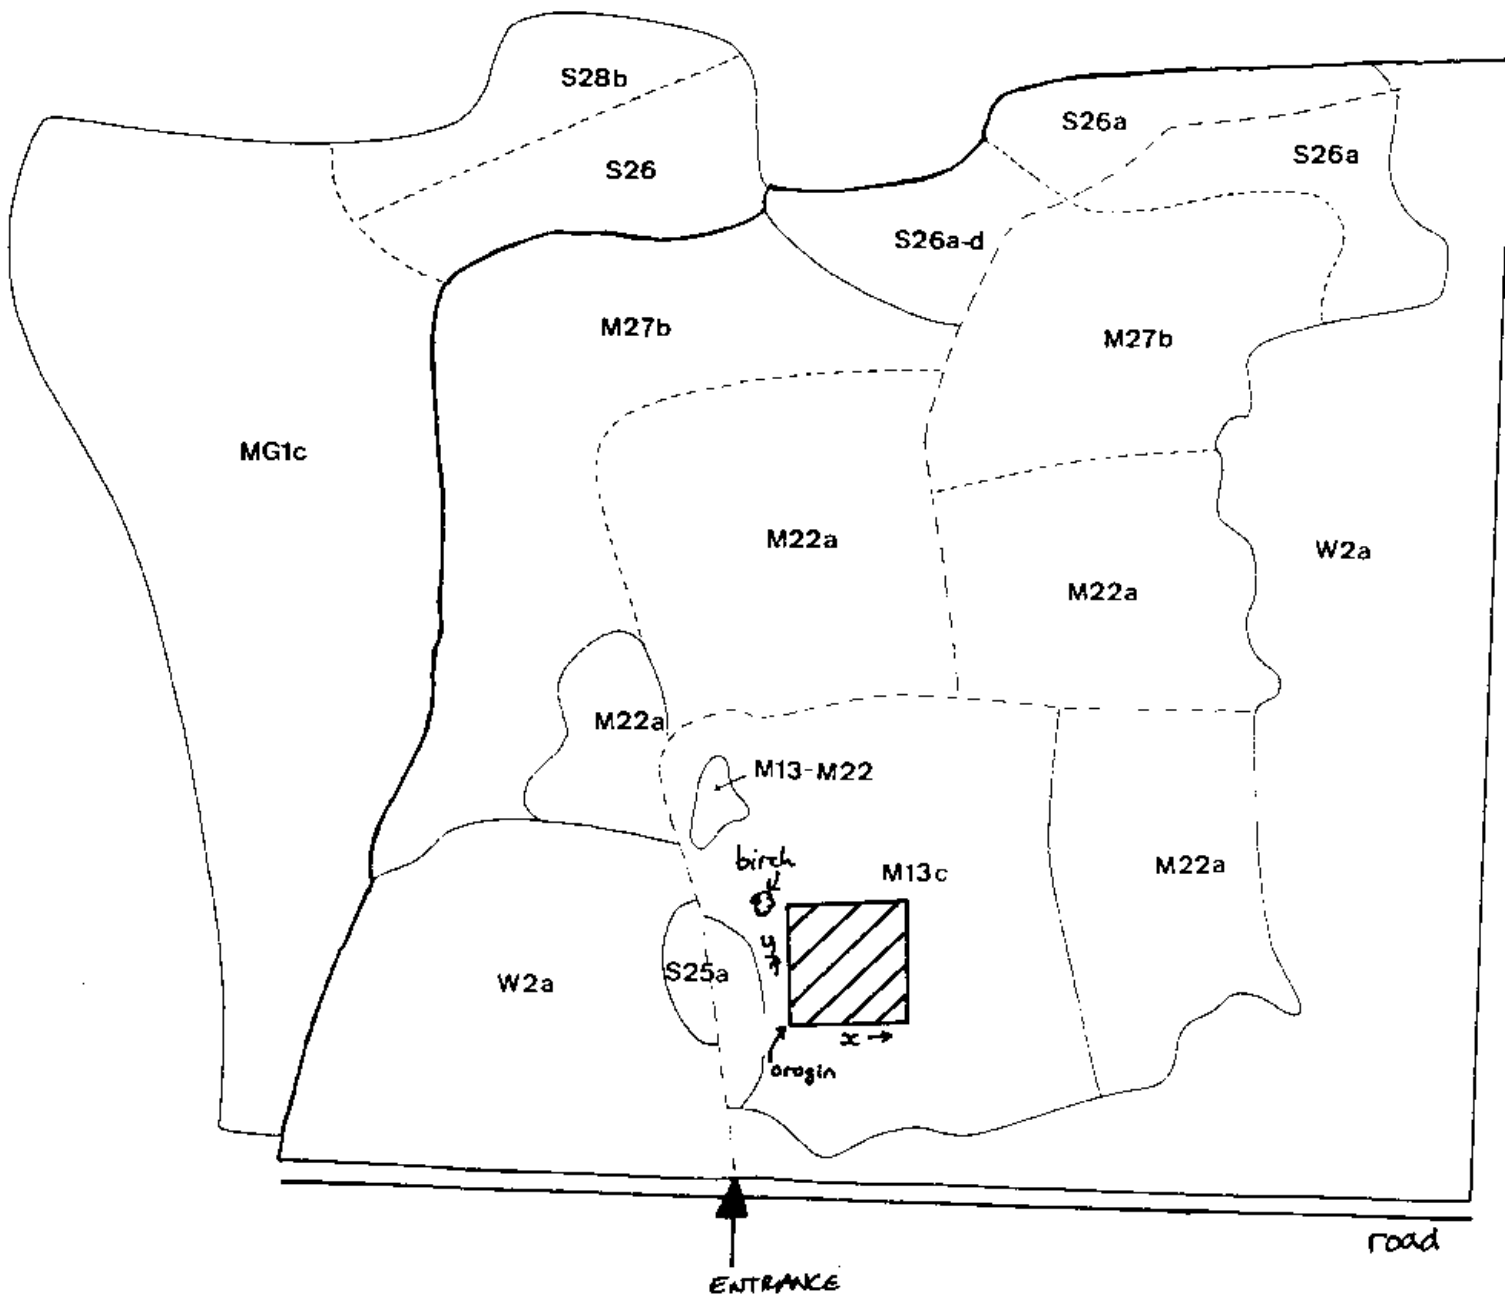 S28b
S26a
S26
S26a
S26a-d
M27b
M27b
MG1c
M22a
W2a
M22a
M22a
M13-M22
birch
M13c
M22a
y
S25a
W2a
x →
orogin
road
ENTRANCE